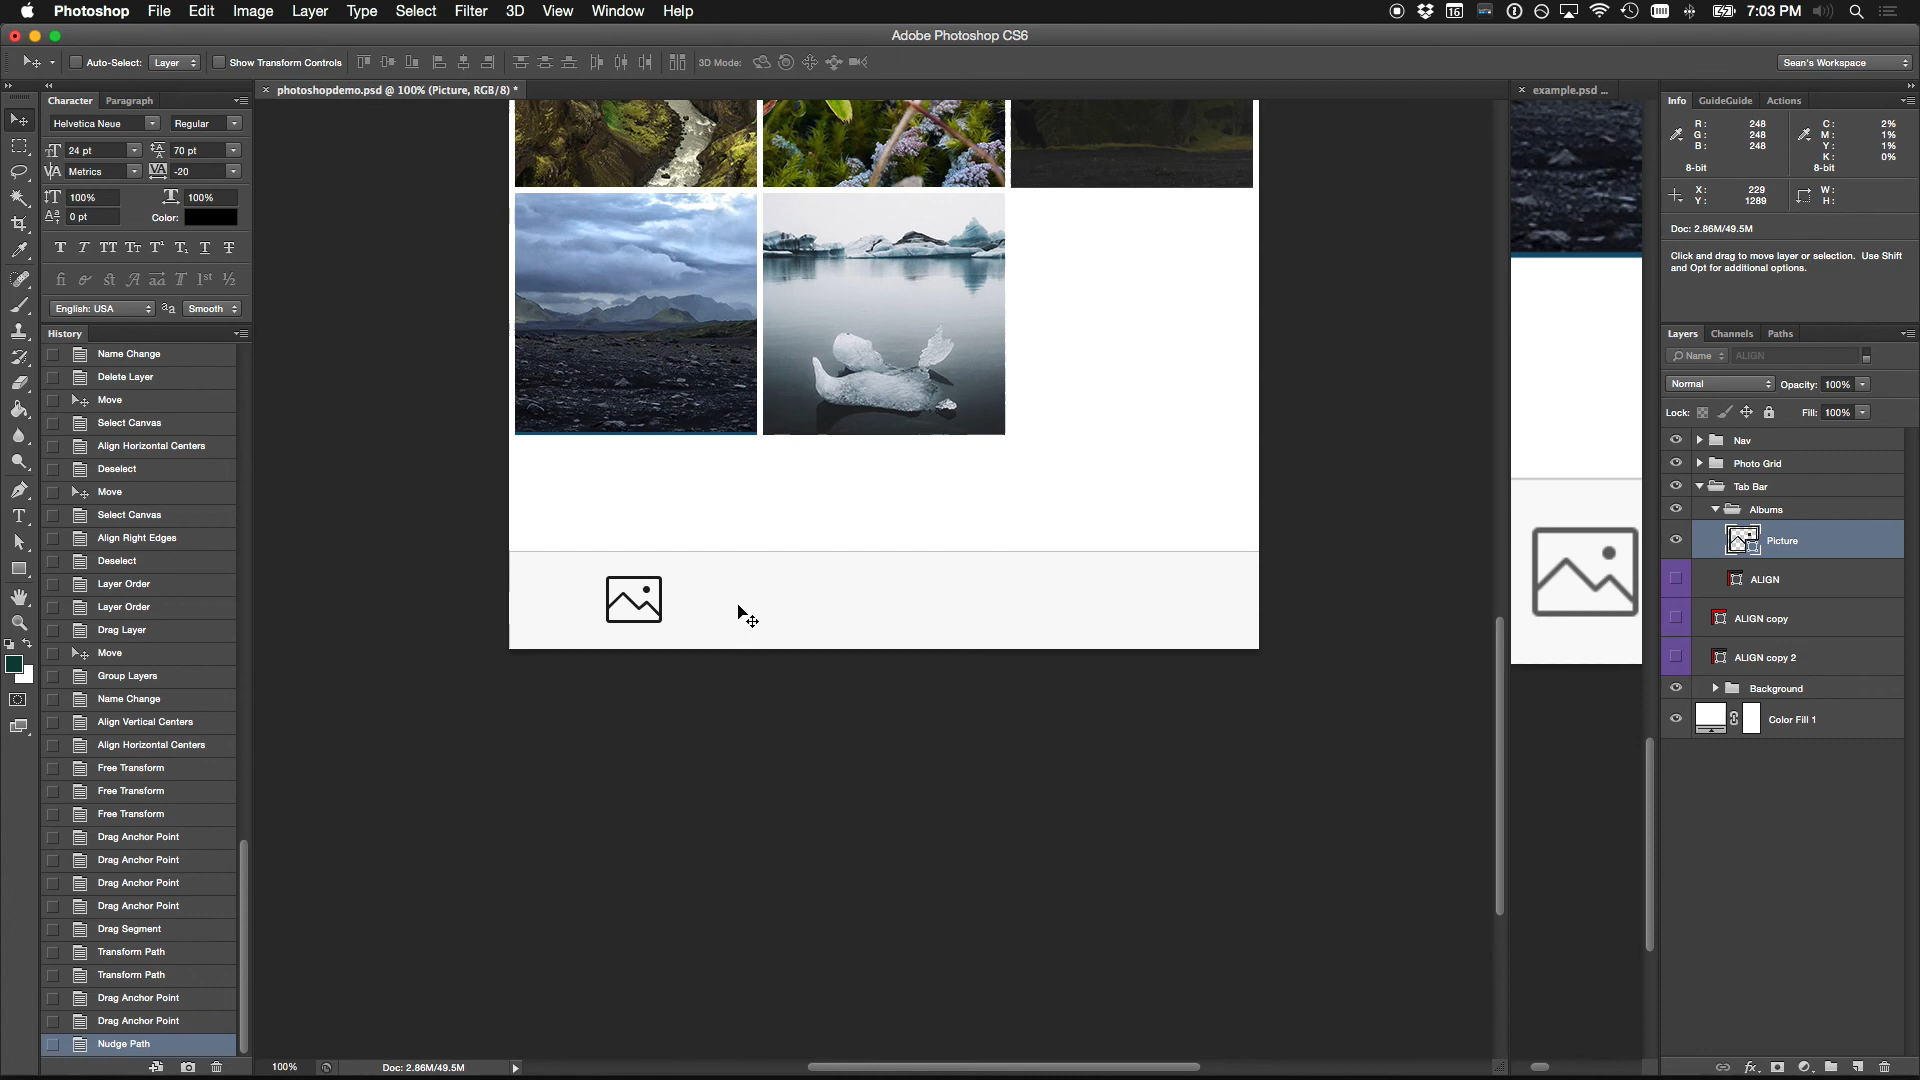 Photoshop File Edit Image Layer Type Select Filter 3D View Window Help
16 7:03 PM
Adobe Photoshop CS6
Auto-Select: Layer Show Transform Controls 3D Mode: Sean's Workspace
Character Paragraph
photoshopdemo.psd @ 100% (Picture, RGB/8) *
example.psd ...
Info GuideGuide Actions
Helvetica Neue Regular
24 pt 70 pt
Metrics -20
100% 100%
0 pt Color:
English: USA Smooth
R: 248 C: 2%
G: 248 M: 1%
B: 248 Y: 1%
K: 0%
8-bit 8-bit
X: 229 W:
Y: 1289 H:
Doc: 2.86M/49.5M
Click and drag to move layer or selection. Use Shift
and Opt for additional options.
History
Name Change
Delete Layer
Move
Select Canvas
Align Horizontal Centers
Deselect
Move
Select Canvas
Align Right Edges
Deselect
Layer Order
Layer Order
Drag Layer
Move
Group Layers
Name Change
Align Vertical Centers
Align Horizontal Centers
Free Transform
Free Transform
Free Transform
Drag Anchor Point
Drag Anchor Point
Drag Anchor Point
Drag Anchor Point
Drag Segment
Transform Path
Transform Path
Drag Anchor Point
Drag Anchor Point
Nudge Path
Layers Channels Paths
Name ALIGN
Normal Opacity: 100%
Lock: Fill: 100%
Nav
Photo Grid
Tab Bar
Albums
Picture
ALIGN
ALIGN copy
ALIGN copy 2
Background
Color Fill 1
100% Doc: 2.86M/49.5M